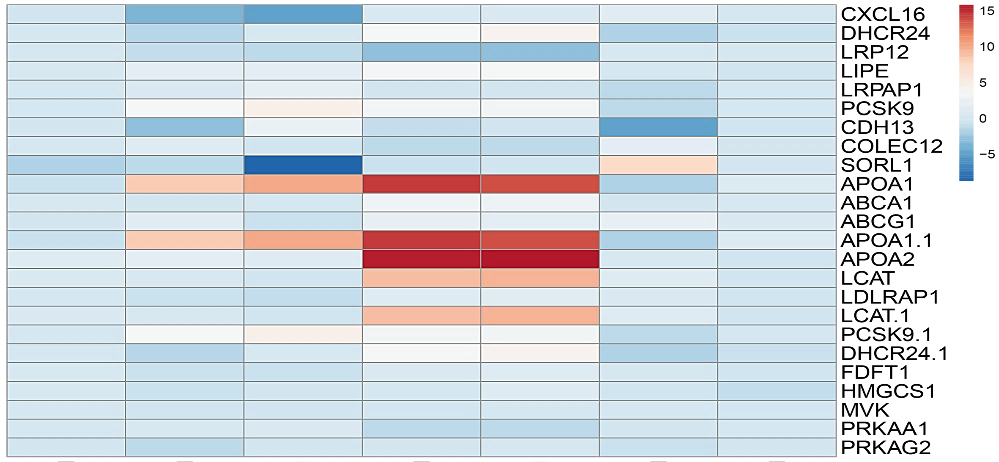 CXCL16
DHCR24
LRP12
LIPE
LRPAP1
PCSK9
CDH13
COLEC12
SORL1
APOA1
ABCA1
ABCG1
APOA1.1
APOA2
LCAT
LDLRAP1
LCAT.1
PCSK9.1
DHCR24.1
FDFT1
HMGCS1
MVK
PRKAA1
PRKAG2
15
10
5
0
−5